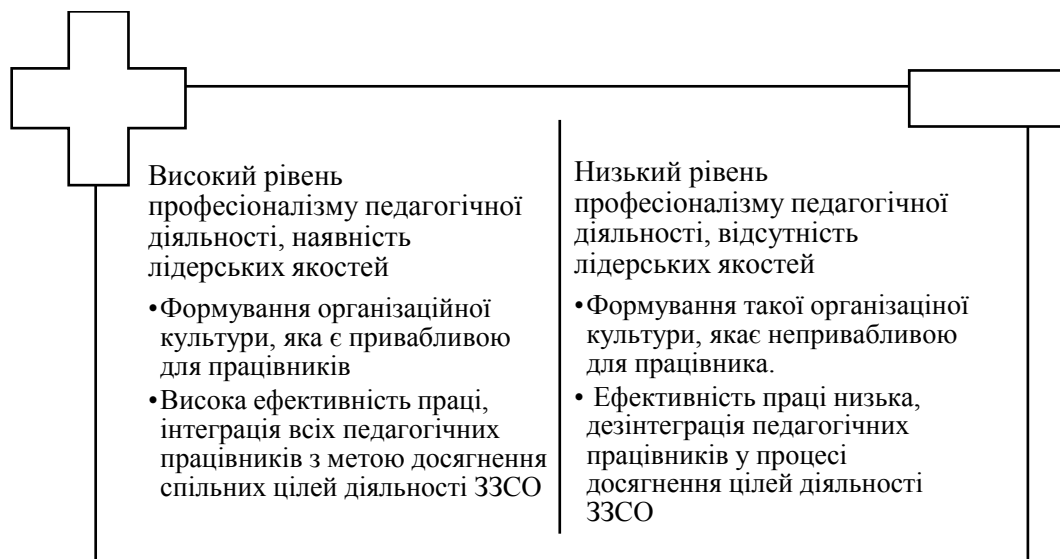 Високий рівень
професіоналізму педагогічної
діяльності, наявність
лідерських якостей
•Формування організаційної
культури, яка є привабливою
для працівників
•Висока ефективність праці,
інтеграція всіх педагогічних
працівників з метою досягнення
спільних цілей діяльності ЗЗСО
Низький рівень
професіоналізму педагогічної
діяльності, відсутність
лідерських якостей
•Формування такої організаціної
культури, якає непривабливою
для працівника.
• Ефективність праці низька,
дезінтеграція педагогічних
працівників у процесі
досягнення цілей діяльності
ЗЗСО